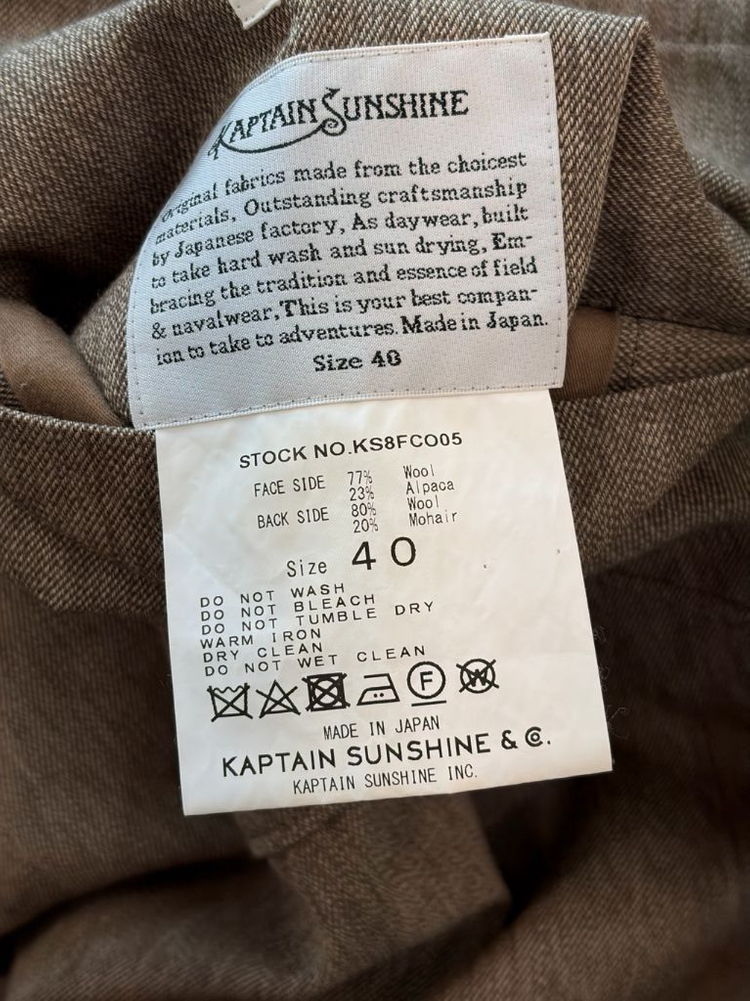 KAPTAIN SUNSHINE
Original fabrics made from the choicest
materials, Outstanding craftsmanship
by Japanese factory, As daywear, built
to take hard wash and sun drying, Em-
bracing the tradition and essence of field
& navalwear, This is your best compan-
ion to take to adventures. Made in Japan.
Size 40
STOCK NO.KS8FCO05
FACE SIDE 77% Wool
23% Alpaca
BACK SIDE 80% Wool
20% Mohair
Size 40
DO NOT WASH
DO NOT BLEACH
DO NOT TUMBLE DRY
WARM IRON
DRY CLEAN
DO NOT WET CLEAN
F W
MADE IN JAPAN
KAPTAIN SUNSHINE & Co.
KAPTAIN SUNSHINE INC.